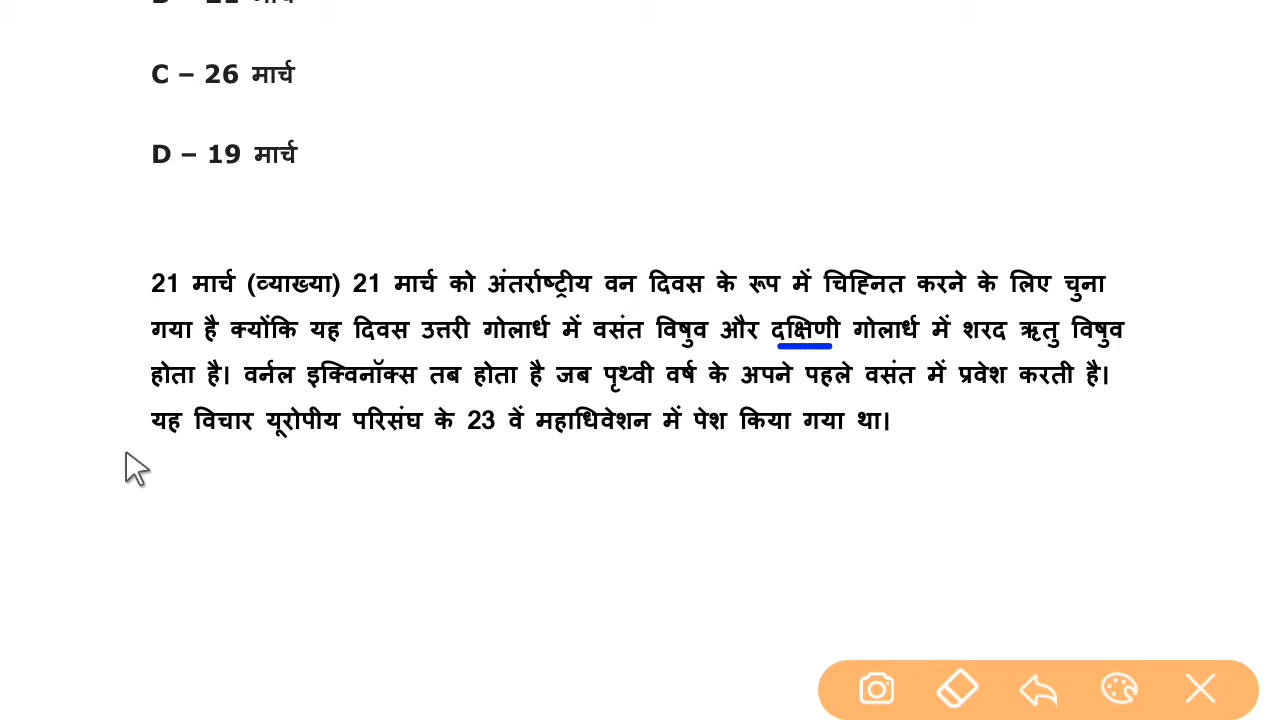 C – 26 मार्च
D – 19 मार्च
21 मार्च (व्याख्या) 21 मार्च को अंतर्राष्ट्रीय वन दिवस के रूप में चिह्नित करने के लिए चुना
गया है क्योंकि यह दिवस उत्तरी गोलार्ध में वसंत विषुव और दक्षिणी गोलार्ध में शरद ऋतु विषुव
होता है। वर्नल इक्विनॉक्स तब होता है जब पृथ्वी वर्ष के अपने पहले वसंत में प्रवेश करती है।
यह विचार यूरोपीय परिसंघ के 23 वें महाधिवेशन में पेश किया गया था।